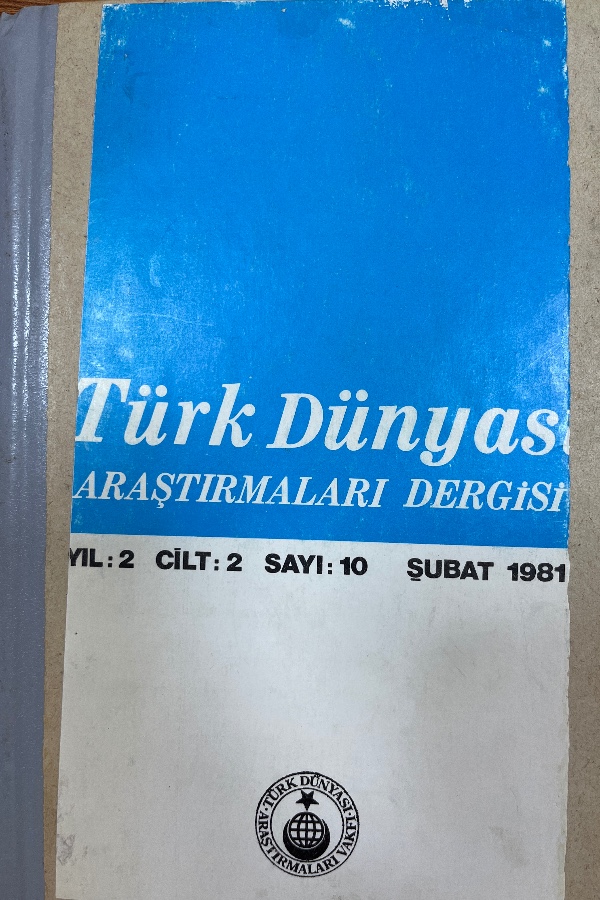 Türk Dünyası
ARAŞTIRMALARI DERGİSİ
YIL: 2 CİLT: 2 SAYI: 10 ŞUBAT 1981
TÜRK DÜNYASI
ARAŞTIRMALARI VAKFI